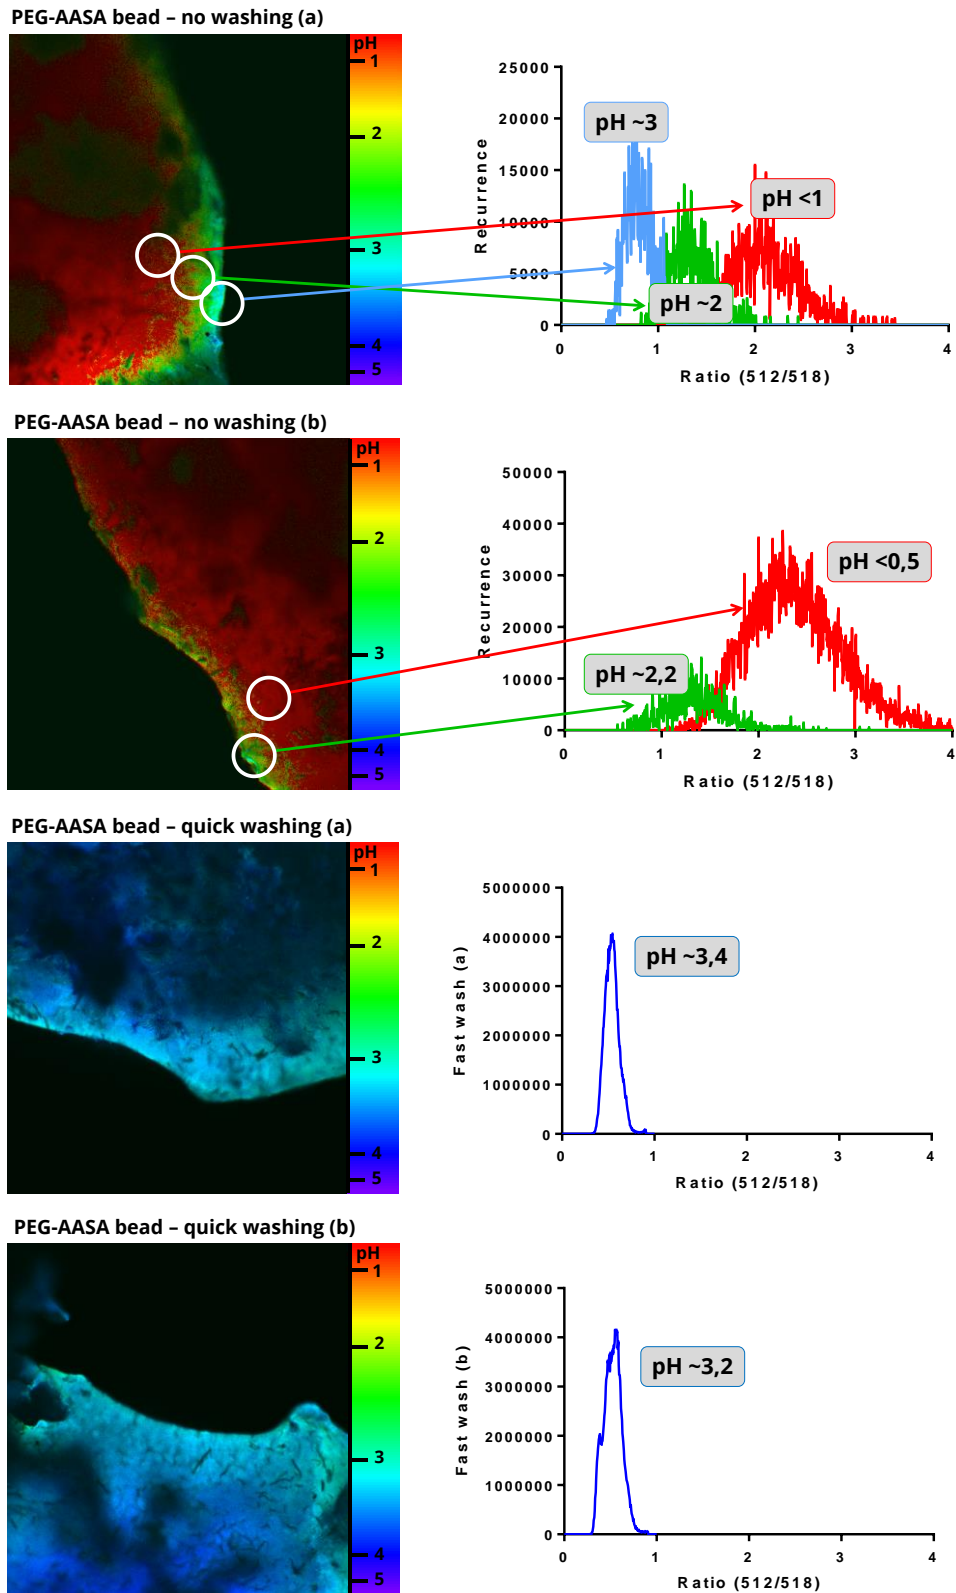 PEG-AASA bead – no washing (a)
pH
1
2
3
4
5
25000
20000
15000
10000
5000
0
Recurrence
pH ~3
pH <1
pH ~2
0 1 2 3 4
Ratio (512/518)
PEG-AASA bead – no washing (b)
pH
1
2
3
4
5
50000
40000
30000
20000
10000
0
Recurrence
pH <0,5
pH ~2,2
0 1 2 3 4
Ratio (512/518)
PEG-AASA bead – quick washing (a)
pH
1
2
3
4
5
5000000
4000000
3000000
2000000
1000000
0
Fast wash (a)
pH ~3,4
0 1 2 3 4
Ratio (512/518)
PEG-AASA bead – quick washing (b)
pH
1
2
3
4
5
5000000
4000000
3000000
2000000
1000000
0
Fast wash (b)
pH ~3,2
0 1 2 3 4
Ratio (512/518)